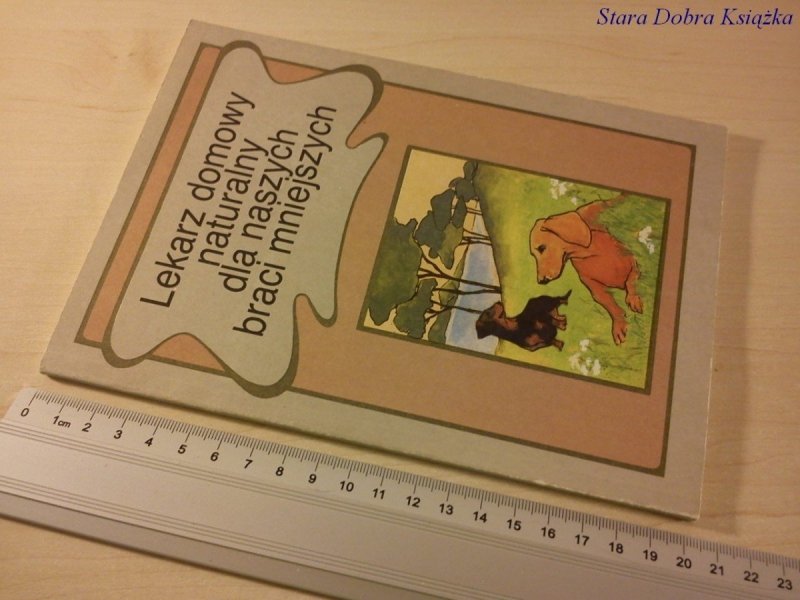 Stara Dobra Książka
Lekarz domowy
naturalny
dla naszych
braci mniejszych
0 1cm 2 3 4 5 6 7 8 9 10 11 12 13 14 15 16 17 18 19 20 21 22 23